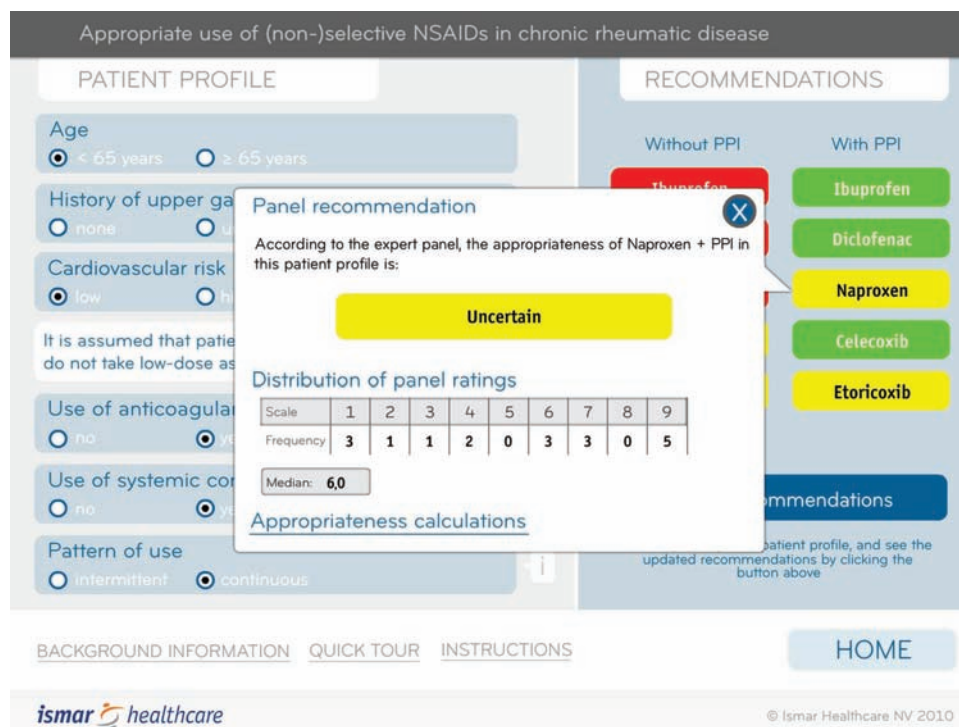 Appropriate use of (non-)selective NSAIDs in chronic rheumatic disease
PATIENT PROFILE
Age
< 65 years ≥ 65 years
History of upper ga
none
Cardiovascular risk
low
It is assumed that patie
do not take low-dose as
Use of anticoagula
no
Use of systemic cor
no
Pattern of use
intermittent continuous
i
RECOMMENDATIONS
Without PPI With PPI
Ibuprofen Ibuprofen
Diclofenac
Naproxen
Celecoxib
Etoricoxib
Panel recommendation
X
According to the expert panel, the appropriateness of Naproxen + PPI in
this patient profile is:
Uncertain
Distribution of panel ratings
Scale 1 2 3 4 5 6 7 8 9
Frequency 3 1 1 2 0 3 3 0 5
Median: 6,0
Appropriateness calculations
mmendations
patient profile, and see the
updated recommendations by clicking the
button above
BACKGROUND INFORMATION QUICK TOUR INSTRUCTIONS
HOME
ismar healthcare
© Ismar Healthcare NV 2010